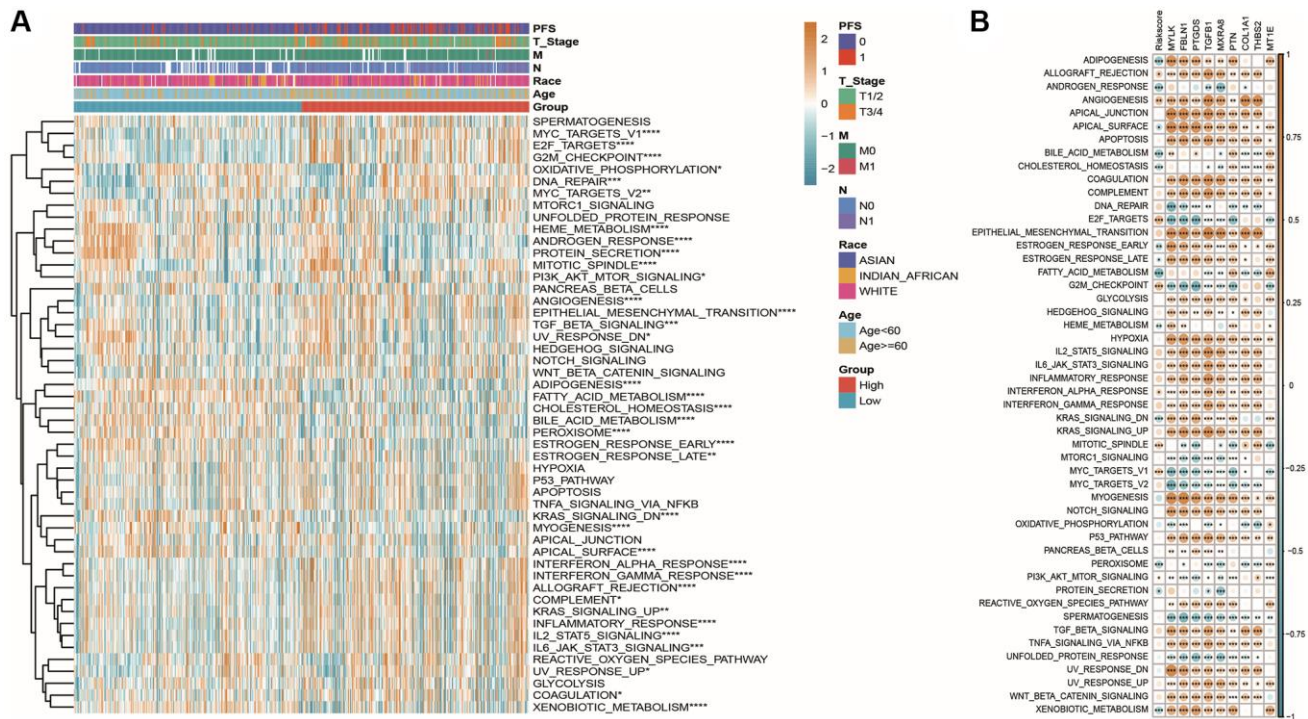 A
PFS
T_Stage
M
N
Race
Age
Group
SPERMATOGENESIS
MYC_TARGETS_V1****
E2F_TARGETS****
G2M_CHECKPOINT****
OXIDATIVE_PHOSPHORYLATION*
DNA_REPAIR***
MYC_TARGETS_V2**
MTORC1_SIGNALING
UNFOLDED_PROTEIN_RESPONSE
HEME_METABOLISM****
ANDROGEN_RESPONSE****
PROTEIN_SECRETION****
MITOTIC_SPINDLE****
PI3K_AKT_MTOR_SIGNALING*
PANCREAS_BETA_CELLS
ANGIOGENESIS****
EPITHELIAL_MESENCHYMAL_TRANSITION****
TGF_BETA_SIGNALING***
UV_RESPONSE_DN*
HEDGEHOG_SIGNALING
NOTCH_SIGNALING
WNT_BETA_CATENIN_SIGNALING
ADIPOGENESIS****
FATTY_ACID_METABOLISM****
CHOLESTEROL_HOMEOSTASIS****
BILE_ACID_METABOLISM****
PEROXISOME****
ESTROGEN_RESPONSE_EARLY****
ESTROGEN_RESPONSE_LATE**
HYPOXIA
P53_PATHWAY
APOPTOSIS
TNFA_SIGNALING_VIA_NFKB
KRAS_SIGNALING_DN****
MYOGENESIS****
APICAL_JUNCTION
APICAL_SURFACE****
INTERFERON_ALPHA_RESPONSE****
INTERFERON_GAMMA_RESPONSE****
ALLOGRAFT_REJECTION****
COMPLEMENT*
KRAS_SIGNALING_UP**
INFLAMMATORY_RESPONSE****
IL2_STAT5_SIGNALING****
IL6_JAK_STAT3_SIGNALING***
REACTIVE_OXYGEN_SPECIES_PATHWAY
UV_RESPONSE_UP*
GLYCOLYSIS
COAGULATION*
XENOBIOTIC_METABOLISM****
2
1
0
−1
−2
PFS
0
1
T_Stage
T1/2
T3/4
M
M0
M1
N
N0
N1
Race
ASIAN
INDIAN_AFRICAN
WHITE
Age
Age<60
Age>=60
Group
High
Low
B
Riskscore
MYLK
FBLN1
PTGDS
TGFB1
MXRA8
PTN
COL1A1
THBS2
MT1E
ADIPOGENESIS
ALLOGRAFT_REJECTION
ANDROGEN_RESPONSE
ANGIOGENESIS
APICAL_JUNCTION
APICAL_SURFACE
APOPTOSIS
BILE_ACID_METABOLISM
CHOLESTEROL_HOMEOSTASIS
COAGULATION
COMPLEMENT
DNA_REPAIR
E2F_TARGETS
EPITHELIAL_MESENCHYMAL_TRANSITION
ESTROGEN_RESPONSE_EARLY
ESTROGEN_RESPONSE_LATE
FATTY_ACID_METABOLISM
G2M_CHECKPOINT
GLYCOLYSIS
HEDGEHOG_SIGNALING
HEME_METABOLISM
HYPOXIA
IL2_STAT5_SIGNALING
IL6_JAK_STAT3_SIGNALING
INFLAMMATORY_RESPONSE
INTERFERON_ALPHA_RESPONSE
INTERFERON_GAMMA_RESPONSE
KRAS_SIGNALING_DN
KRAS_SIGNALING_UP
MITOTIC_SPINDLE
MTORC1_SIGNALING
MYC_TARGETS_V1
MYC_TARGETS_V2
MYOGENESIS
NOTCH_SIGNALING
OXIDATIVE_PHOSPHORYLATION
P53_PATHWAY
PANCREAS_BETA_CELLS
PEROXISOME
PI3K_AKT_MTOR_SIGNALING
PROTEIN_SECRETION
REACTIVE_OXYGEN_SPECIES_PATHWAY
SPERMATOGENESIS
TGF_BETA_SIGNALING
TNFA_SIGNALING_VIA_NFKB
UNFOLDED_PROTEIN_RESPONSE
UV_RESPONSE_DN
UV_RESPONSE_UP
WNT_BETA_CATENIN_SIGNALING
XENOBIOTIC_METABOLISM
1
0.75
0.5
0.25
0
−0.25
−0.5
−0.75
−1